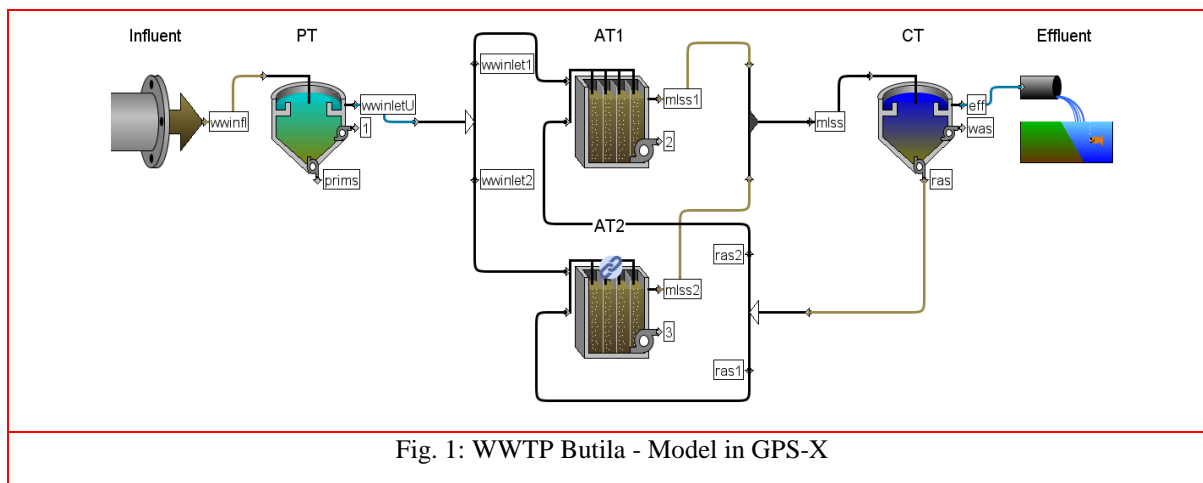 Influent PT AT1 CT Effluent
wwinfl
wwinletU
1
prims
wwinlet1
wwinlet2
mlss1
2
AT2
mlss2
3
mlss
eff
was
ras
ras2
ras1
Fig. 1: WWTP Butila - Model in GPS-X